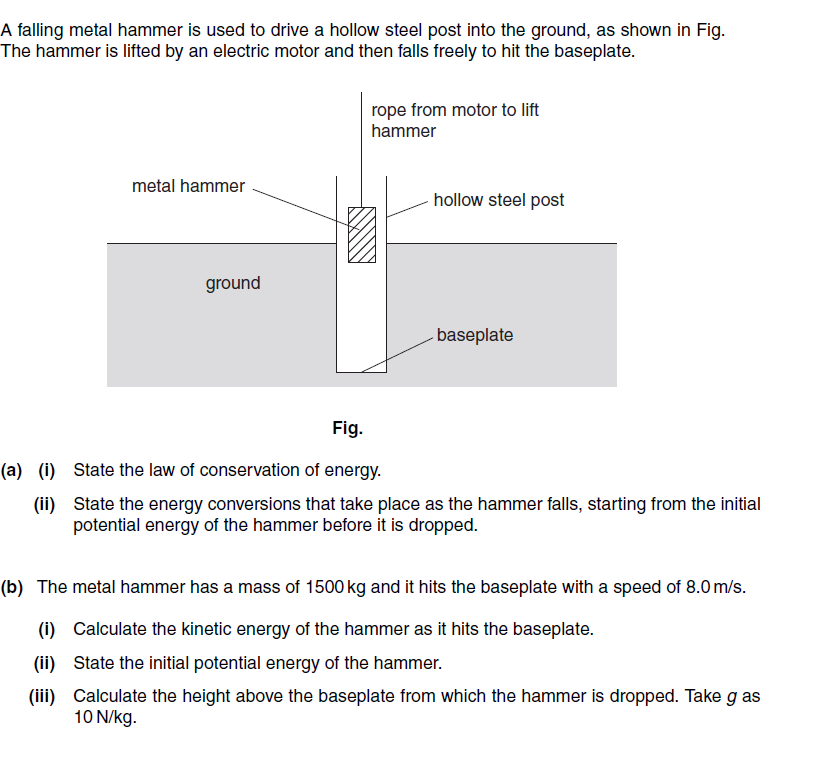 A falling metal hammer is used to drive a hollow steel post into the ground, as shown in Fig.
The hammer is lifted by an electric motor and then falls freely to hit the baseplate.
rope from motor to lift
hammer
metal hammer
hollow steel post
ground
baseplate
Fig.
(a) (i) State the law of conservation of energy.
(ii) State the energy conversions that take place as the hammer falls, starting from the initial
potential energy of the hammer before it is dropped.
(b) The metal hammer has a mass of 1500 kg and it hits the baseplate with a speed of 8.0 m/s.
(i) Calculate the kinetic energy of the hammer as it hits the baseplate.
(ii) State the initial potential energy of the hammer.
(iii) Calculate the height above the baseplate from which the hammer is dropped. Take g as
10 N/kg.